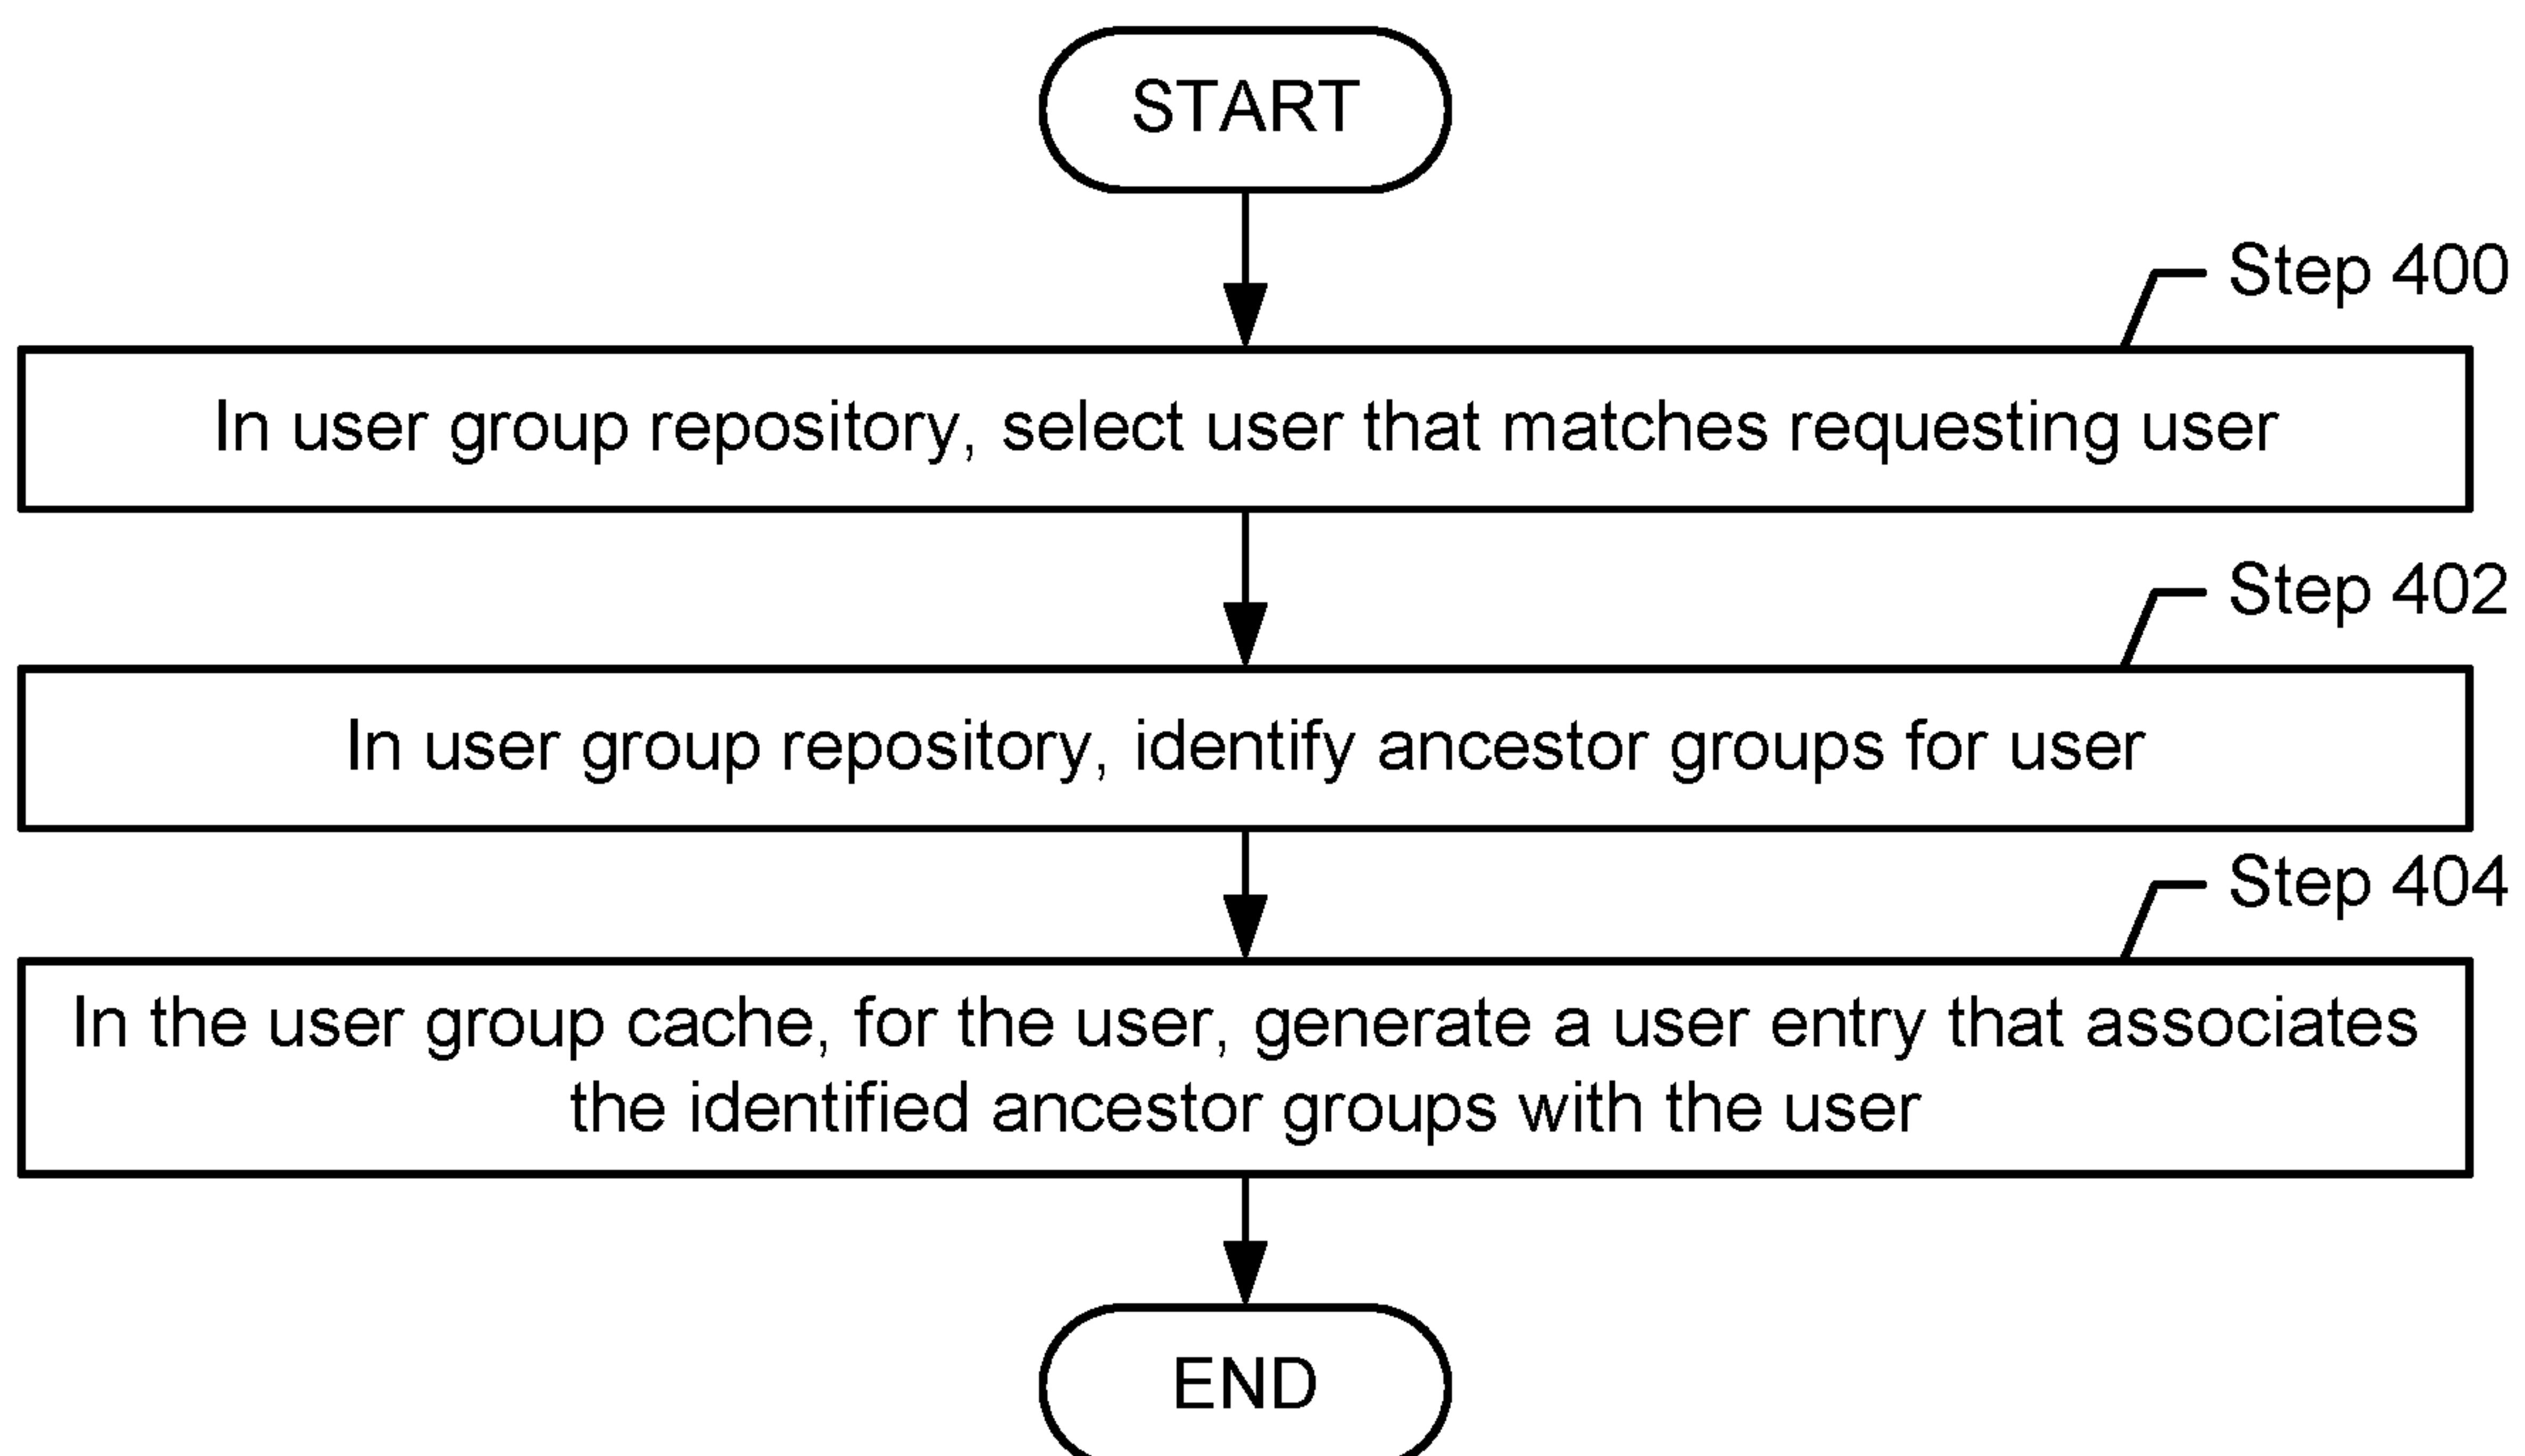 START
Step 400
In user group repository, select user that matches requesting user
Step 402
In user group repository, identify ancestor groups for user
Step 404
In the user group cache, for the user, generate a user entry that associates
the identified ancestor groups with the user
END